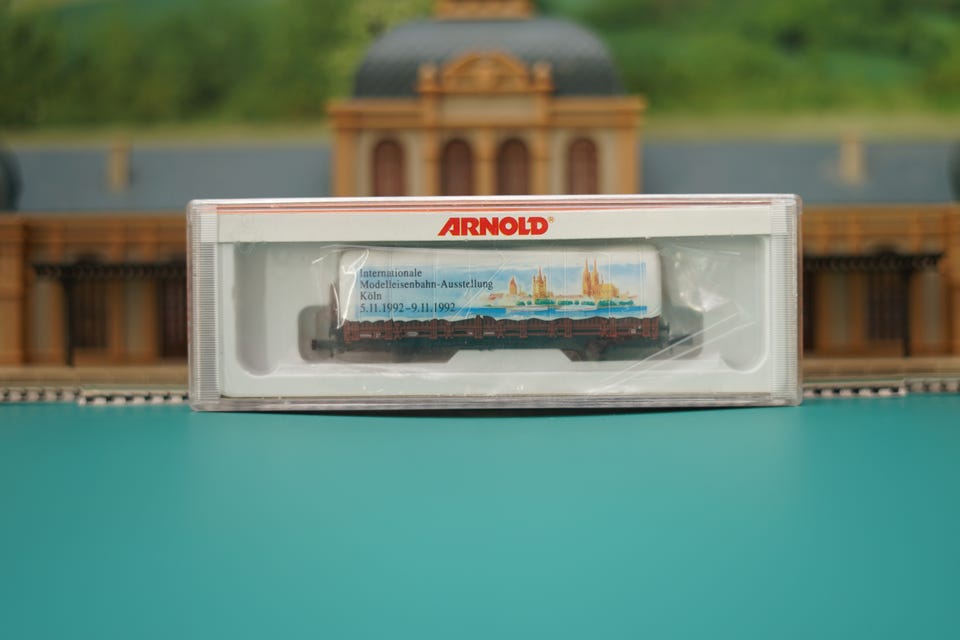 ARNOLD®
Internationale
Modelleisenbahn-Ausstellung
Köln
5.11.1992–9.11.1992